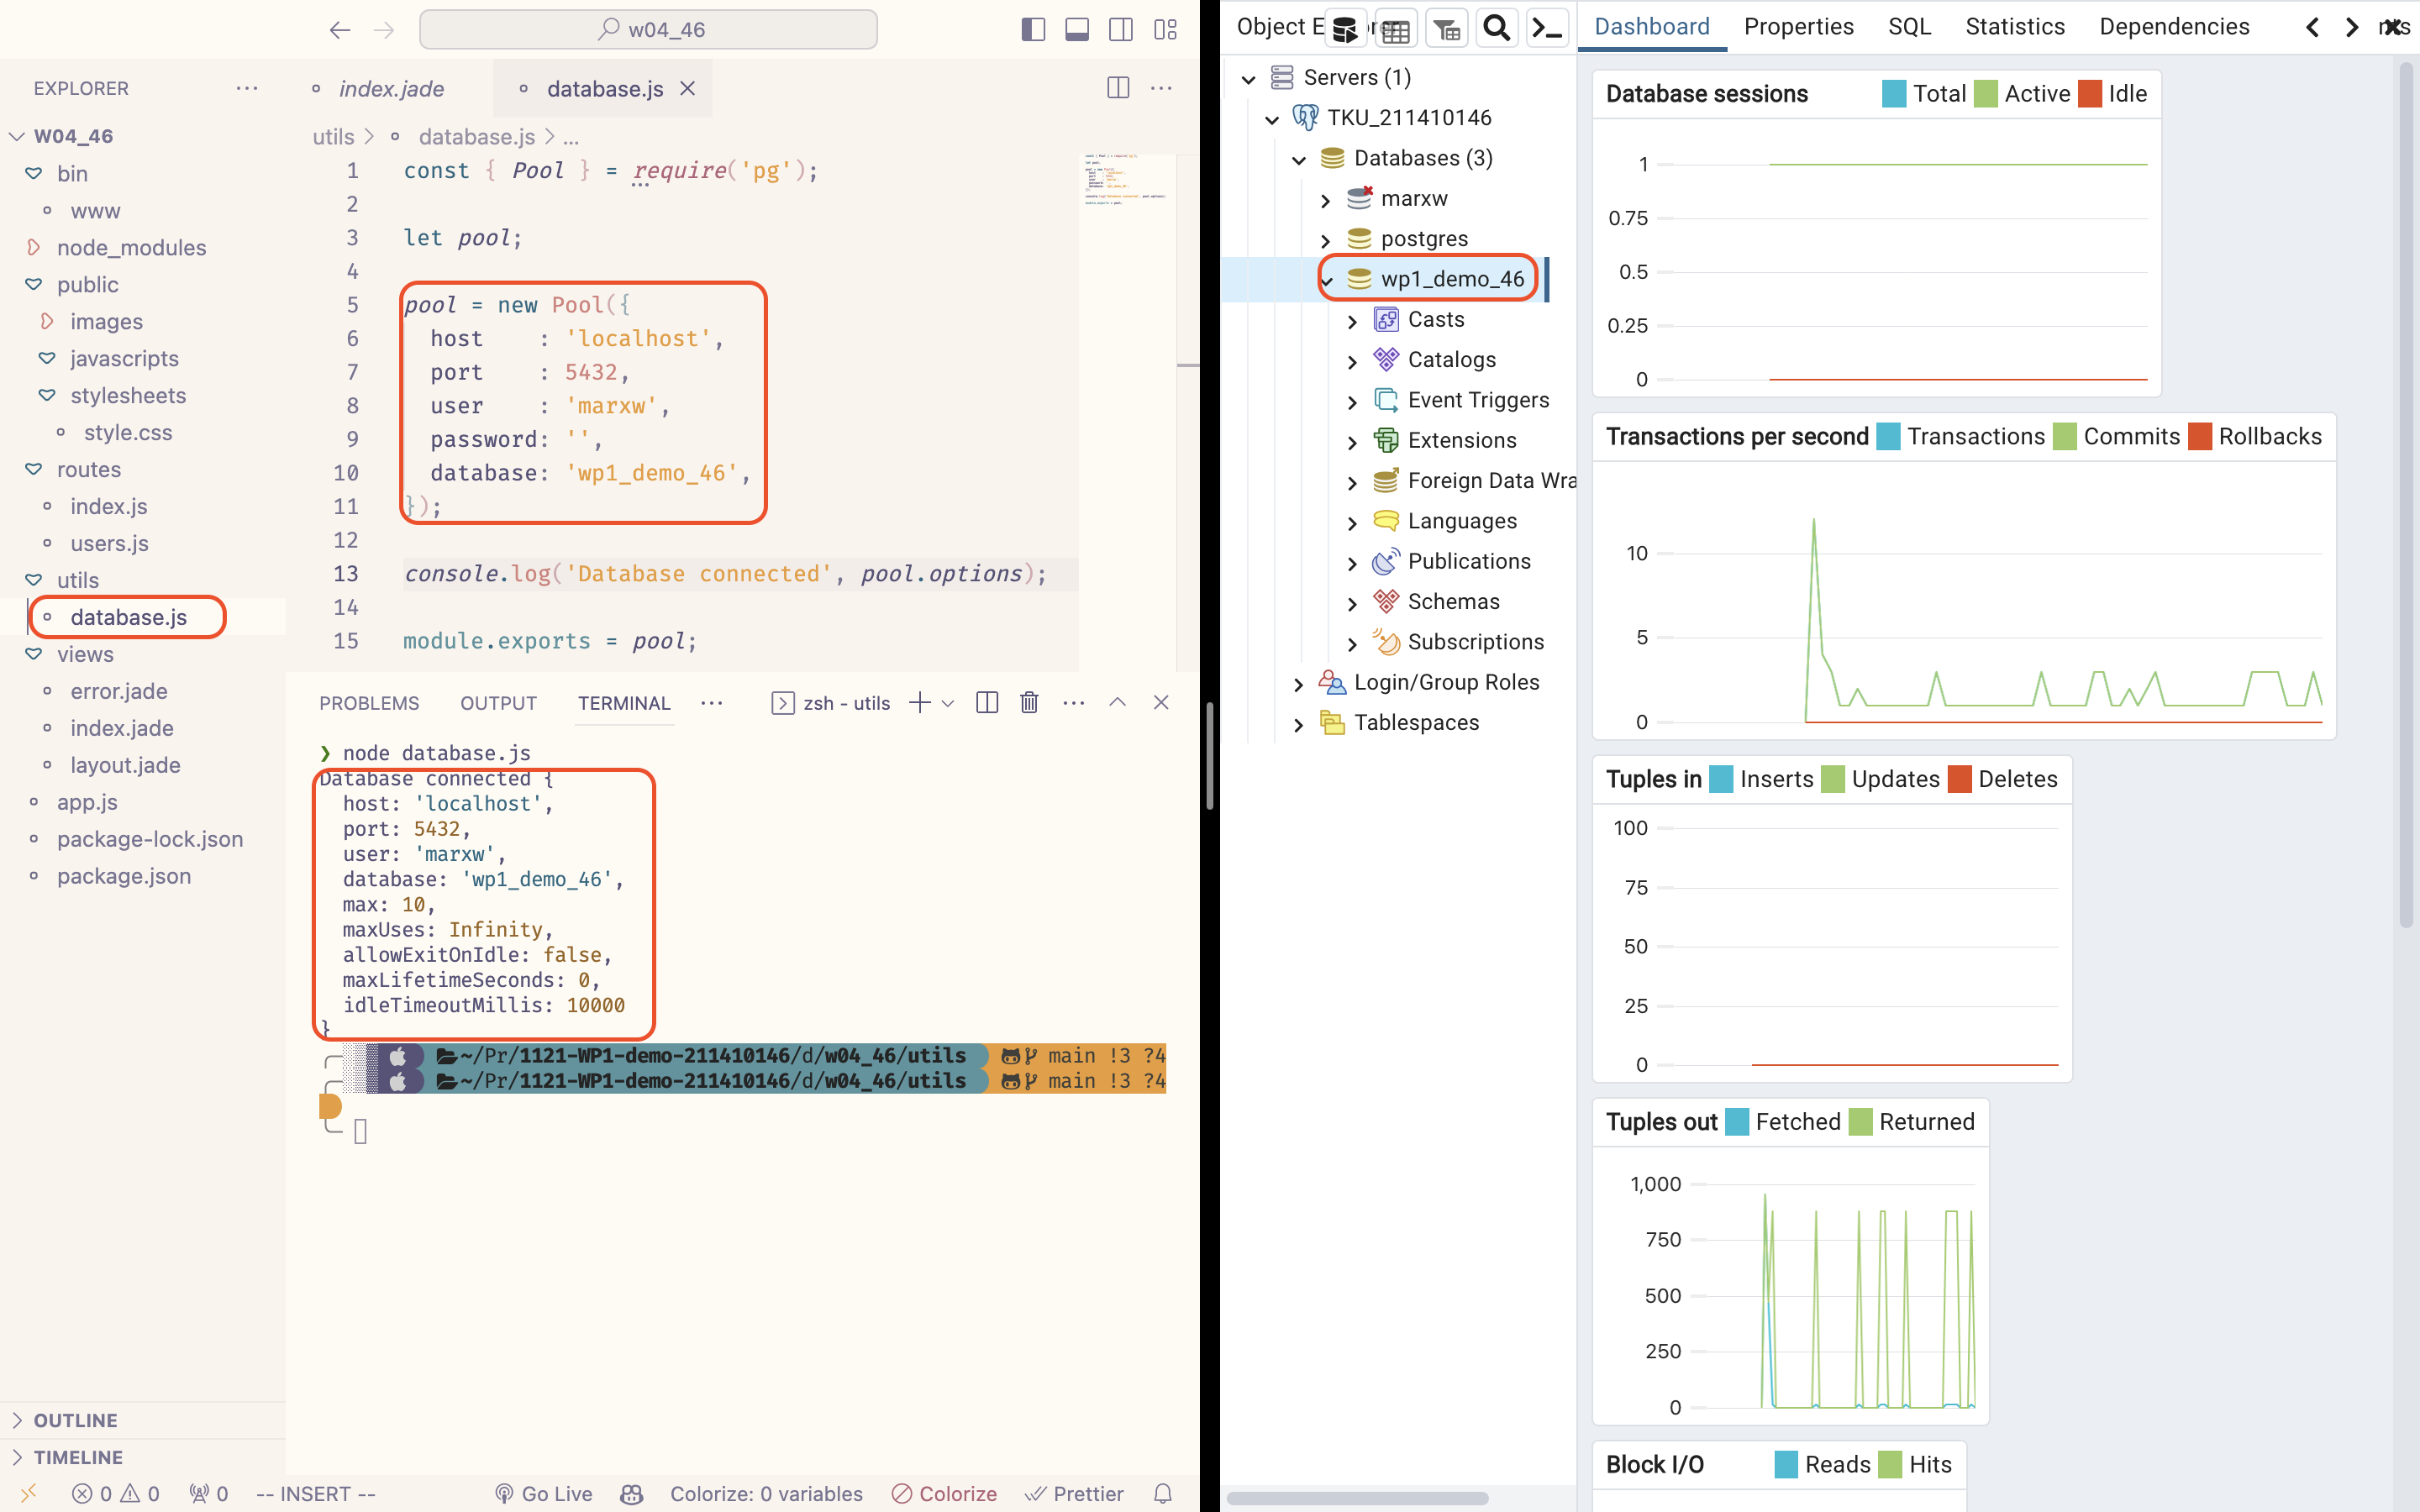 w04_46
EXPLORER
index.jade
database.js
W04_46
bin
www
node_modules
public
images
javascripts
stylesheets
style.css
routes
index.js
users.js
utils
database.js
views
error.jade
index.jade
layout.jade
app.js
package-lock.json
package.json
OUTLINE
TIMELINE
utils > database.js > ...
1 const { Pool } = require('pg');
2
3 let pool;
4
5 pool = new Pool({
6 host : 'localhost',
7 port : 5432,
8 user : 'marxw',
9 password: '',
10 database: 'wp1_demo_46',
11 });
12
13 console.log('Database connected', pool.options);
14
15 module.exports = pool;
PROBLEMS OUTPUT TERMINAL ... zsh - utils
❯ node database.js
Database connected {
host: 'localhost',
port: 5432,
user: 'marxw',
database: 'wp1_demo_46',
max: 10,
maxUses: Infinity,
allowExitOnIdle: false,
maxLifetimeSeconds: 0,
idleTimeoutMillis: 10000
}
~/Pr/1121-WP1-demo-211410146/d/w04_46/utils main !3 ?4
~/Pr/1121-WP1-demo-211410146/d/w04_46/utils main !3 ?4
0 0 0 -- INSERT -- Go Live Colorize: 0 variables Colorize Prettier
Object E
Servers (1)
TKU_211410146
Databases (3)
marxw
postgres
wp1_demo_46
Casts
Catalogs
Event Triggers
Extensions
Foreign Data Wra
Languages
Publications
Schemas
Subscriptions
Login/Group Roles
Tablespaces
Dashboard Properties SQL Statistics Dependencies
Database sessions Total Active Idle
1
0.75
0.5
0.25
0
Transactions per second Transactions Commits Rollbacks
10
5
0
Tuples in Inserts Updates Deletes
100
75
50
25
0
Tuples out Fetched Returned
1,000
750
500
250
0
Block I/O Reads Hits